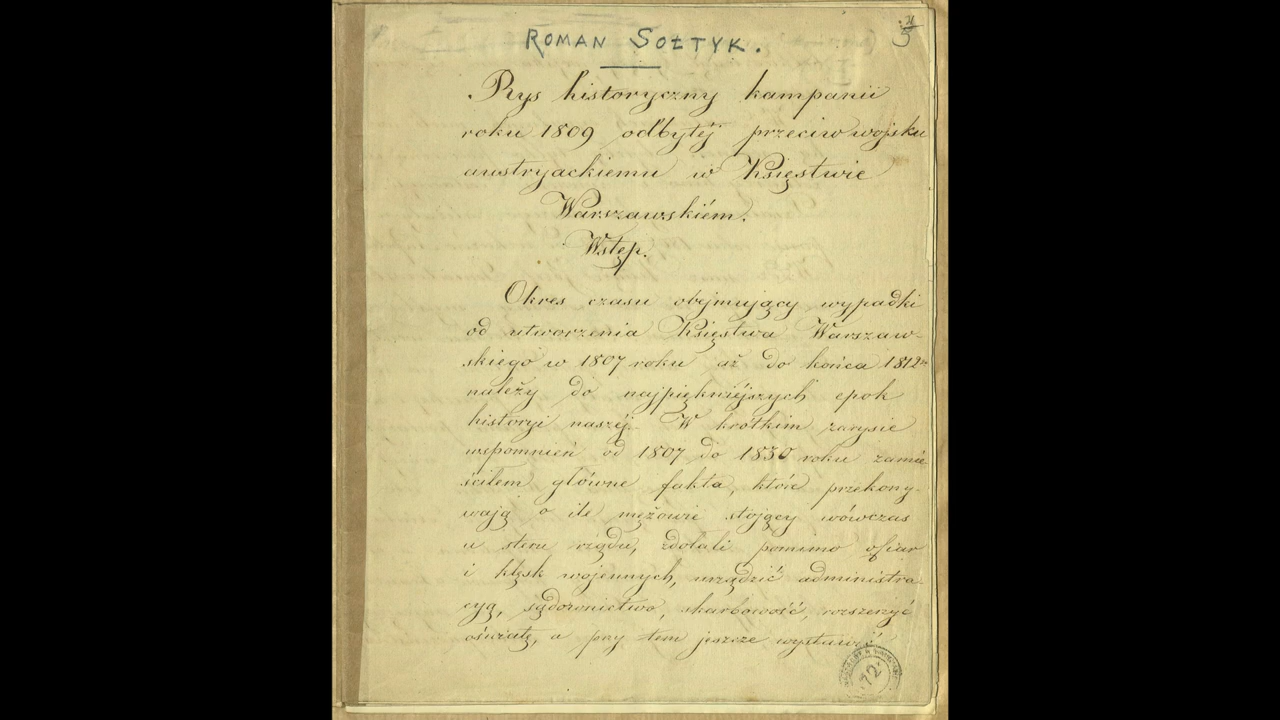 ROMAN SOŁTYK.
Rys historyczny kampanii
roku 1809 odbytéj przeciw wojsku
austryackiemu w Księstwie
Warszawskiém.
Wstęp.
Okres czasu obejmujący wypadki
od utworzenia Księstwa Warszaw-
skiego w 1807 roku aż do końca 1812
należy do najpiękniejszych epok
historyi naszéj. W krótkim zarysie
wspomnień od 1807 do 1830 roku zamie
ściłem główne fakta, które przekony-
wają o ile mężowie stojący wówczas
u steru rządu, zdołali pomimo ofiar
i klęsk wojennych, urządzić administra-
cyą, sądownictwo, skarbowość, rozszerzyć
oświatę, a przy tem jeszcze wystawić
72